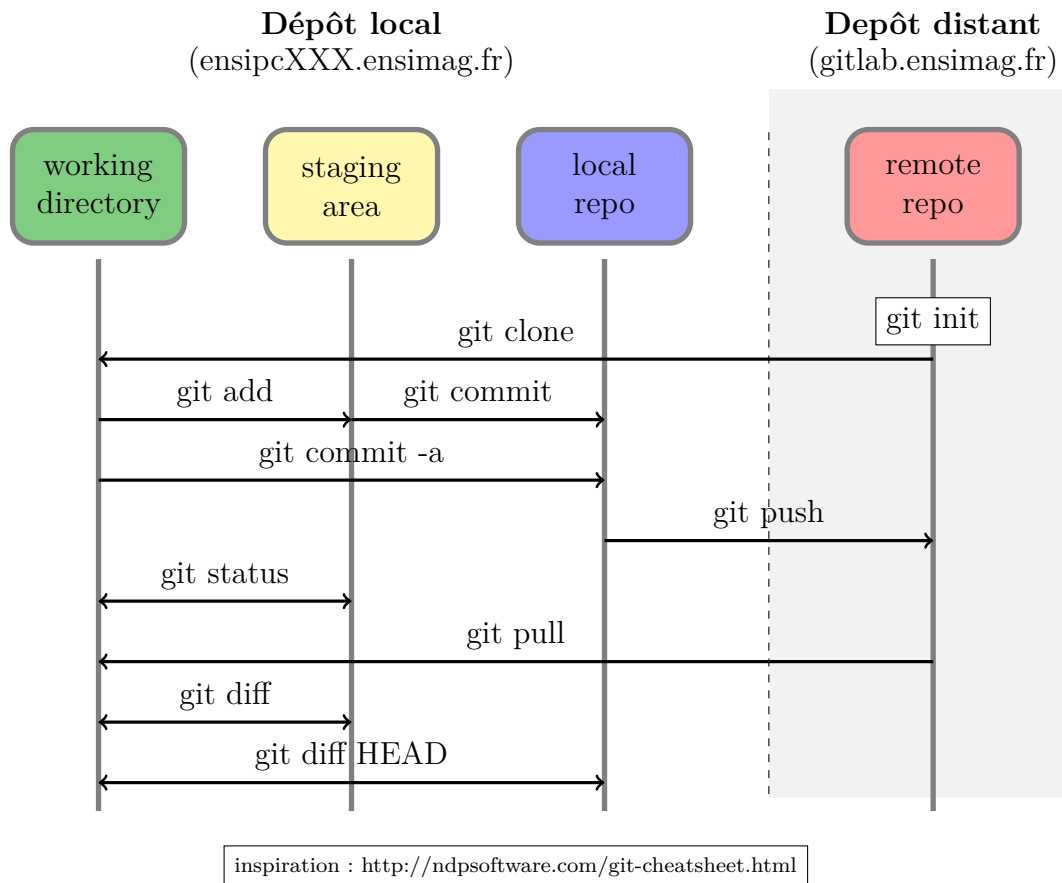 Dépôt local
(ensipcXXX.ensimag.fr)
Depôt distant
(gitlab.ensimag.fr)
working
directory
staging
area
local
repo
remote
repo
git init
git clone
git add
git commit
git commit -a
git push
git status
git pull
git diff
git diff HEAD
inspiration : http://ndpsoftware.com/git-cheatsheet.html